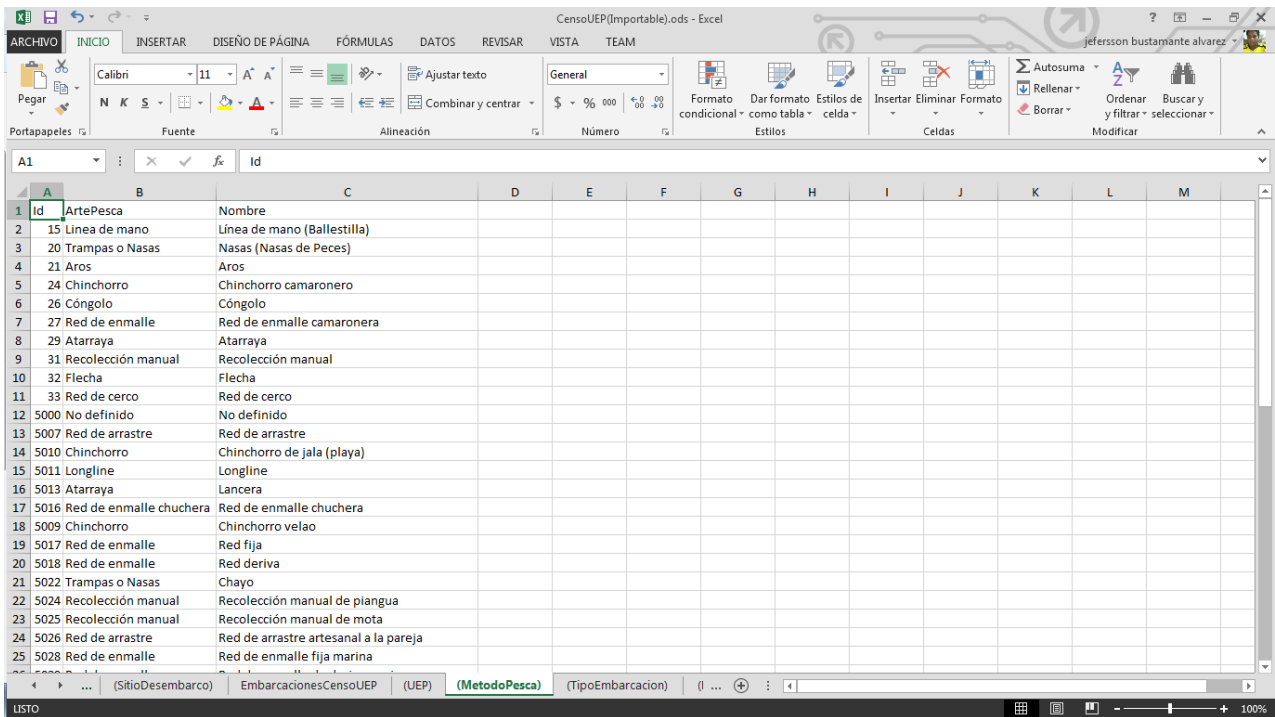 CensoUEP(Importable).ods - Excel
ARCHIVO INICIO INSERTAR DISEÑO DE PÁGINA FÓRMULAS DATOS REVISAR VISTA TEAM jefersson bustamante alvarez
Calibri 11 Ajustar texto General Autosuma
Rellenar
Pegar N K S Combinar y centrar $ % 000 Formato condicional Dar formato como tabla Estilos de celda Insertar Eliminar Formato Borrar Ordenar y filtrar Buscar y seleccionar
Portapapeles Fuente Alineación Número Estilos Celdas Modificar
A1 fx Id
A B C D E F G H I J K L M
1 Id ArtePesca Nombre
2 15 Linea de mano Línea de mano (Ballestilla)
3 20 Trampas o Nasas Nasas (Nasas de Peces)
4 21 Aros Aros
5 24 Chinchorro Chinchorro camaronero
6 26 Cóngolo Cóngolo
7 27 Red de enmalle Red de enmalle camaronera
8 29 Atarraya Atarraya
9 31 Recolección manual Recolección manual
10 32 Flecha Flecha
11 33 Red de cerco Red de cerco
12 5000 No definido No definido
13 5007 Red de arrastre Red de arrastre
14 5010 Chinchorro Chinchorro de jala (playa)
15 5011 Longline Longline
16 5013 Atarraya Lancera
17 5016 Red de enmalle chuchera Red de enmalle chuchera
18 5009 Chinchorro Chinchorro velao
19 5017 Red de enmalle Red fija
20 5018 Red de enmalle Red deriva
21 5022 Trampas o Nasas Chayo
22 5024 Recolección manual Recolección manual de piangua
23 5025 Recolección manual Recolección manual de mota
24 5026 Red de arrastre Red de arrastre artesanal a la pareja
25 5028 Red de enmalle Red de enmalle fija marina
... (SitioDesembarco) EmbarcacionesCensoUEP (UEP) (MetodoPesca) (TipoEmbarcacion) ...
LISTO 100%